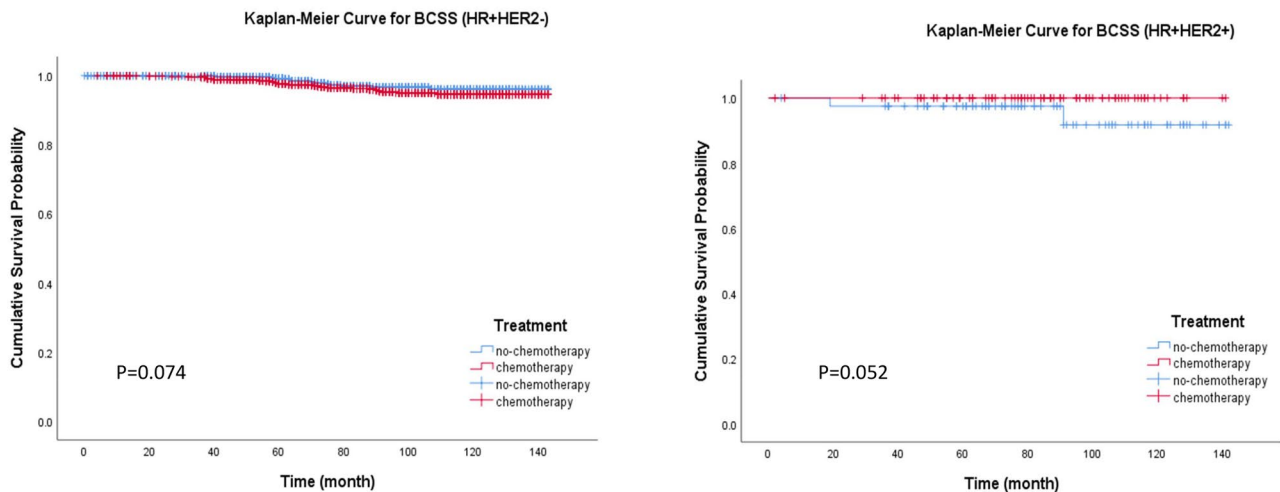 Kaplan-Meier Curve for BCSS (HR+HER2-)
Cumulative Survival Probability
1.0
0.8
0.6
0.4
0.2
0.0
P=0.074
Treatment
no-chemotherapy
chemotherapy
no-chemotherapy
chemotherapy
0 20 40 60 80 100 120 140
Time (month)
Kaplan-Meier Curve for BCSS (HR+HER2+)
Cumulative Survival Probability
1.0
0.8
0.6
0.4
0.2
0.0
P=0.052
Treatment
no-chemotherapy
chemotherapy
no-chemotherapy
chemotherapy
0 20 40 60 80 100 120 140
Time (month)